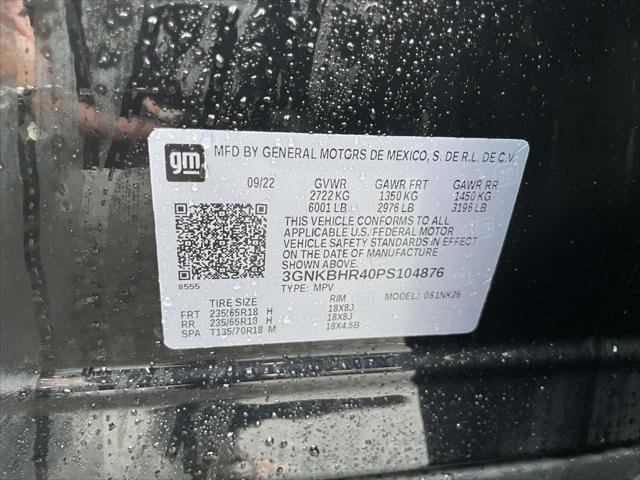 gm MFD BY GENERAL MOTORS DE MEXICO, S. DE R.L. DE C.V.
09/22 GVWR GAWR FRT GAWR RR
2722 KG 1350 KG 1450 KG
6001 LB 2976 LB 3196 LB
THIS VEHICLE CONFORMS TO ALL
APPLICABLE U.S. FEDERAL MOTOR
VEHICLE SAFETY STANDARDS IN EFFECT
ON THE DATE OF MANUFACTURE
SHOWN ABOVE.
3GNKBHR40PS104876
8555 TYPE: MPV MODEL: 061NK26
TIRE SIZE RIM
FRT 235/65R18 H 18X8J
RR 235/65R18 H 18X8J
SPA T135/70R18 M 18X4.5B